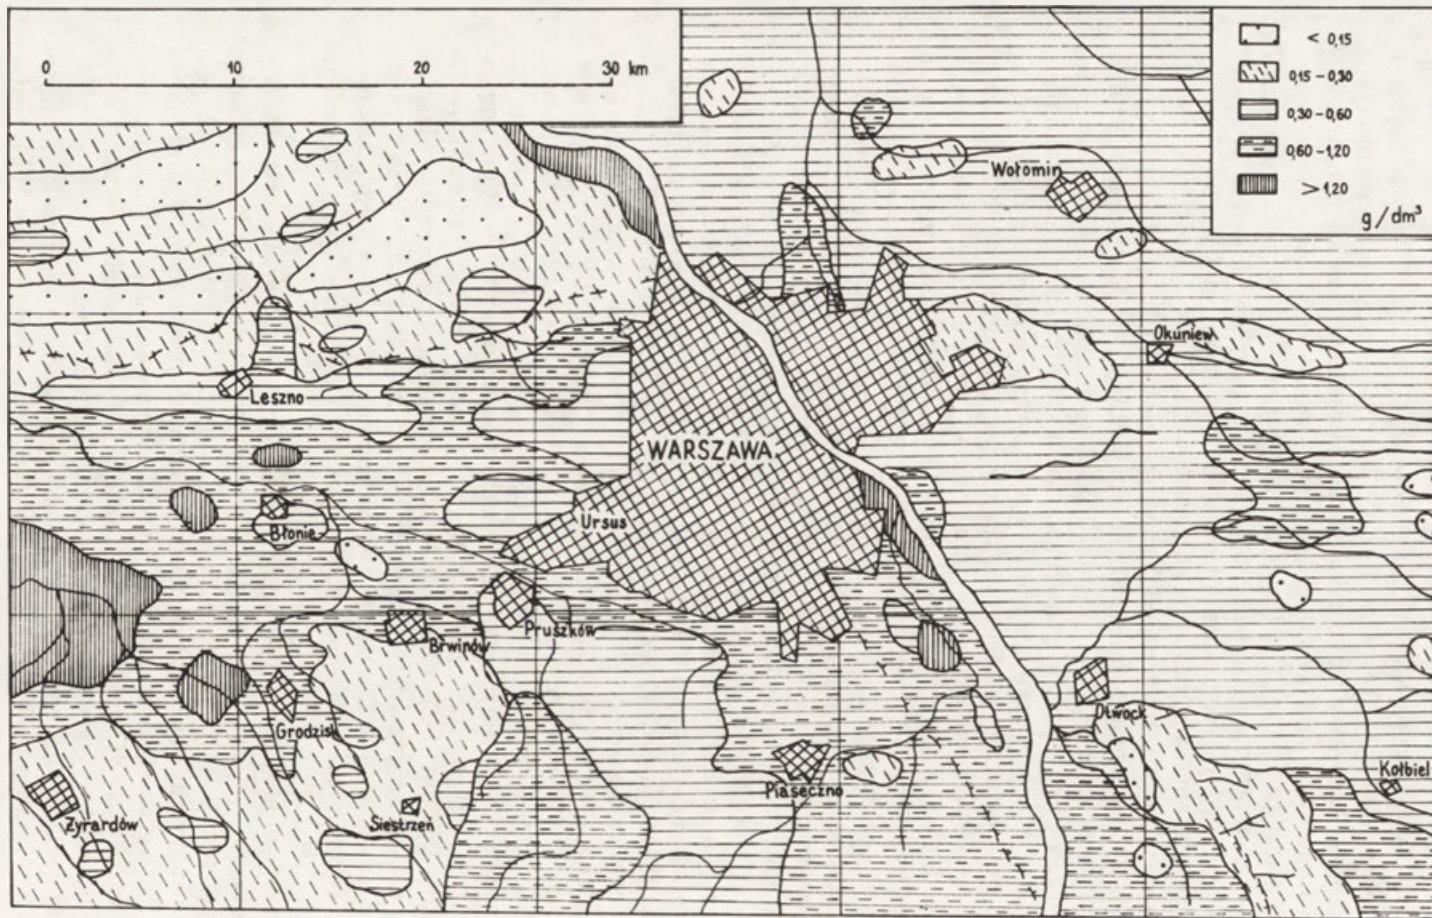 0 10 20 30 km
< 0,15
0,15 – 0,30
0,30 – 0,60
0,60 – 1,20
> 1,20
g/dm³
Wołomin
Okuniew
Leszno
WARSZAWA
Ursus
Błonie
Pruszków
Brwinów
Grodzisk
Otwock
Kołbiel
Piaseczno
Siestrzeń
Żyrardów